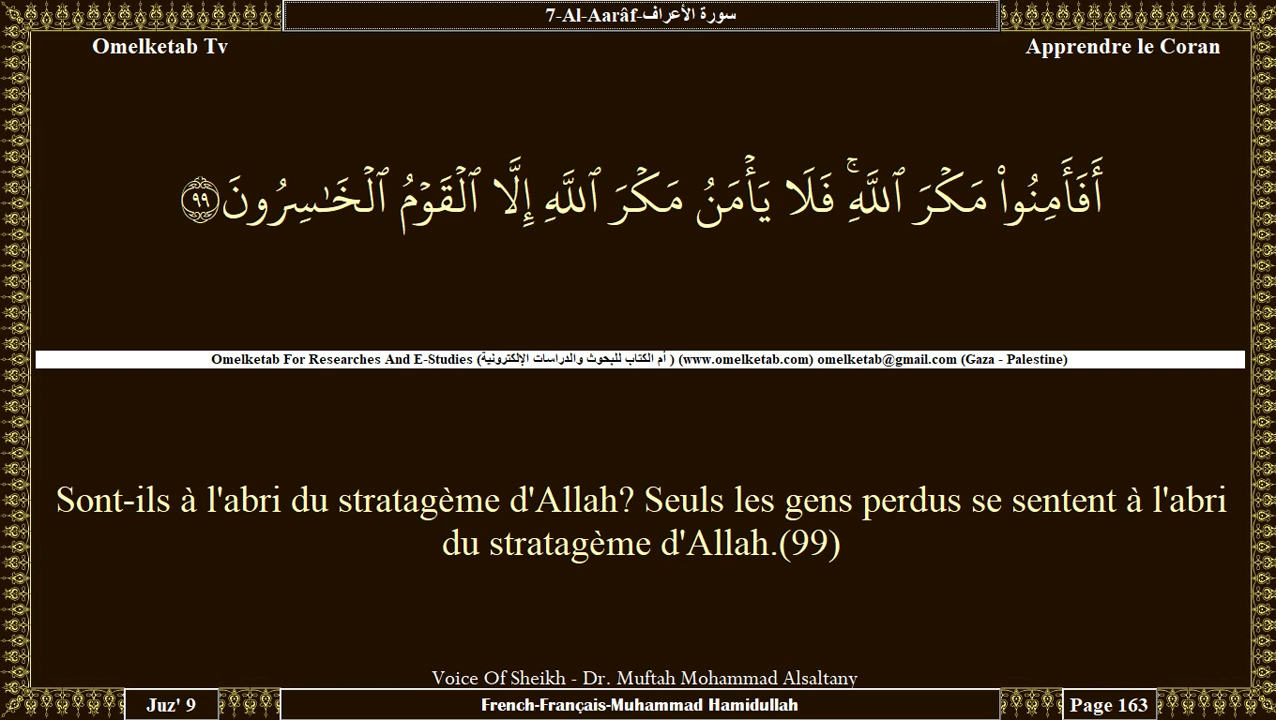 7-Al-Aarâf-سورة الأعراف
Omelketab Tv
Apprendre le Coran
أَفَأَمِنُوا۟ مَكْرَ ٱللَّهِ ۚ فَلَا يَأْمَنُ مَكْرَ ٱللَّهِ إِلَّا ٱلْقَوْمُ ٱلْخَـٰسِرُونَ ٩٩
Omelketab For Researches And E-Studies (أم الكتاب للبحوث والدراسات الإلكترونية ) (www.omelketab.com) omelketab@gmail.com (Gaza - Palestine)
Sont-ils à l'abri du stratagème d'Allah? Seuls les gens perdus se sentent à l'abri
du stratagème d'Allah.(99)
Voice Of Sheikh - Dr. Muftah Mohammad Alsaltany
Juz' 9
French-Français-Muhammad Hamidullah
Page 163